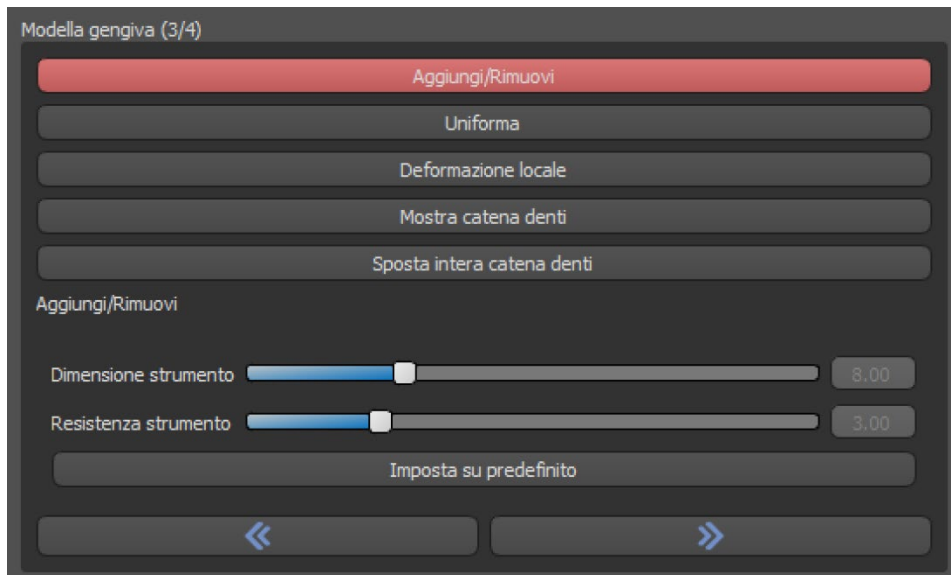 Modella gengiva (3/4)
Aggiungi/Rimuovi
Uniforma
Deformazione locale
Mostra catena denti
Sposta intera catena denti
Aggiungi/Rimuovi
Dimensione strumento 8.00
Resistenza strumento 3.00
Imposta su predefinito